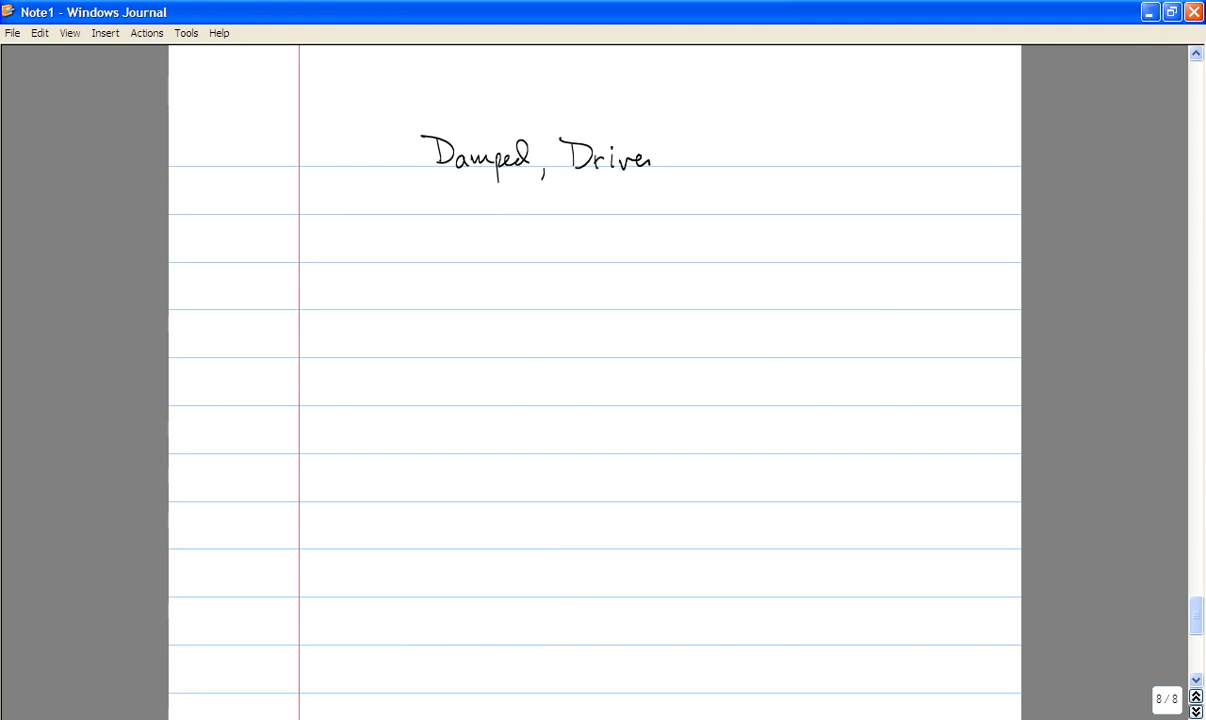 Note1 - Windows Journal
File Edit View Insert Actions Tools Help
Damped, Driven
8 / 8